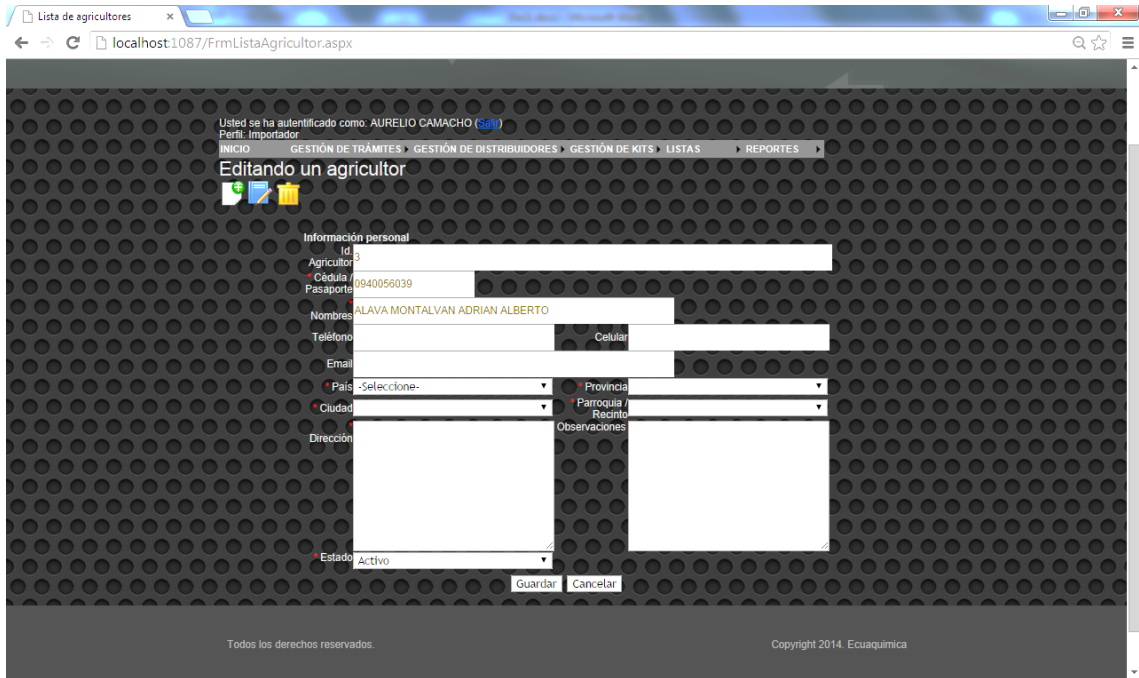 Lista de agricultores
localhost:1087/FrmListaAgricultor.aspx
Usted se ha autentificado como: AURELIO CAMACHO (Salir)
Perfil: Importador
INICIO GESTIÓN DE TRÁMITES GESTIÓN DE DISTRIBUIDORES GESTIÓN DE KITS LISTAS REPORTES
Editando un agricultor
Información personal
Id. Agricultor 3
* Cédula / Pasaporte 0940056039
* Nombres ALAVA MONTALVAN ADRIAN ALBERTO
Teléfono Celular
Email
* País -Seleccione- * Provincia
* Ciudad * Parroquia / Recinto
* Dirección Observaciones
* Estado Activo
Guardar Cancelar
Todos los derechos reservados. Copyright 2014. Ecuaquimica